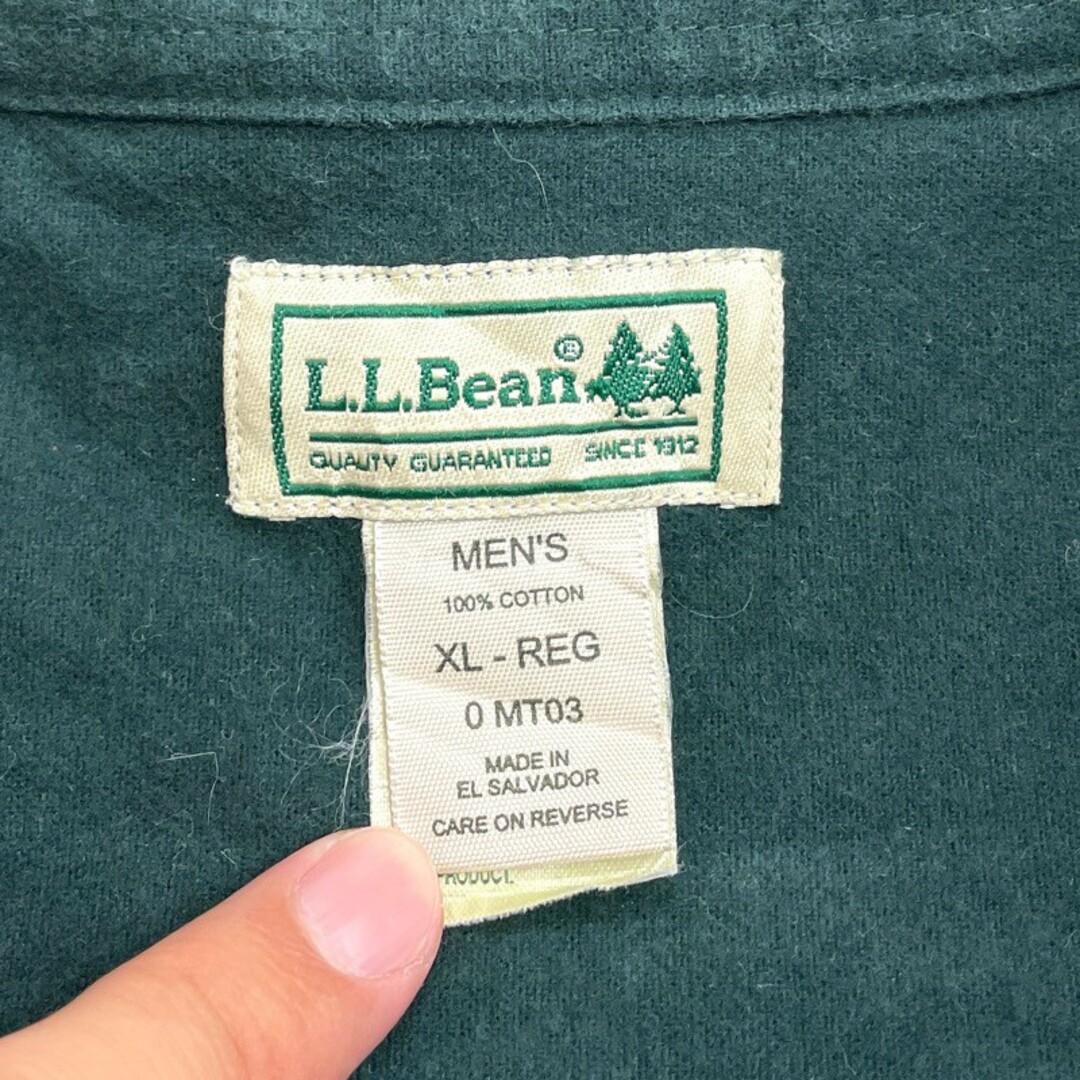 L.L.Bean®
QUALITY GUARANTEED SINCE 1912
MEN'S
100% COTTON
XL - REG
0 MT03
MADE IN
EL SALVADOR
CARE ON REVERSE
PRODUCT.